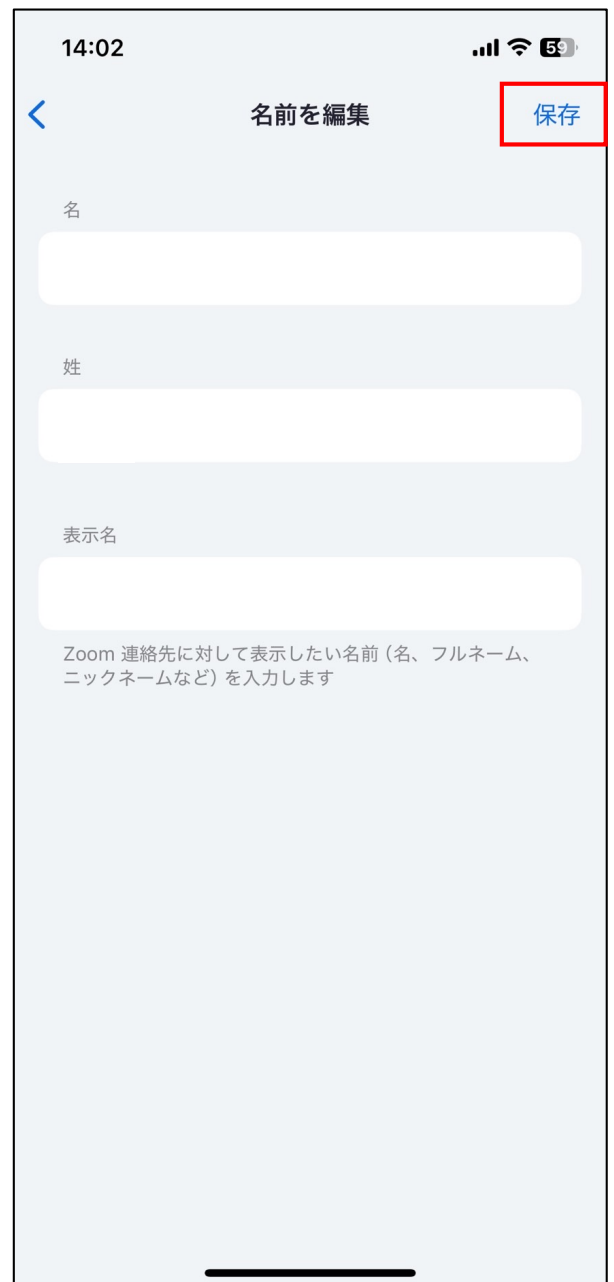 14:02
59
名前を編集
保存
名
姓
表示名
Zoom 連絡先に対して表示したい名前（名、フルネーム、
ニックネームなど）を入力します